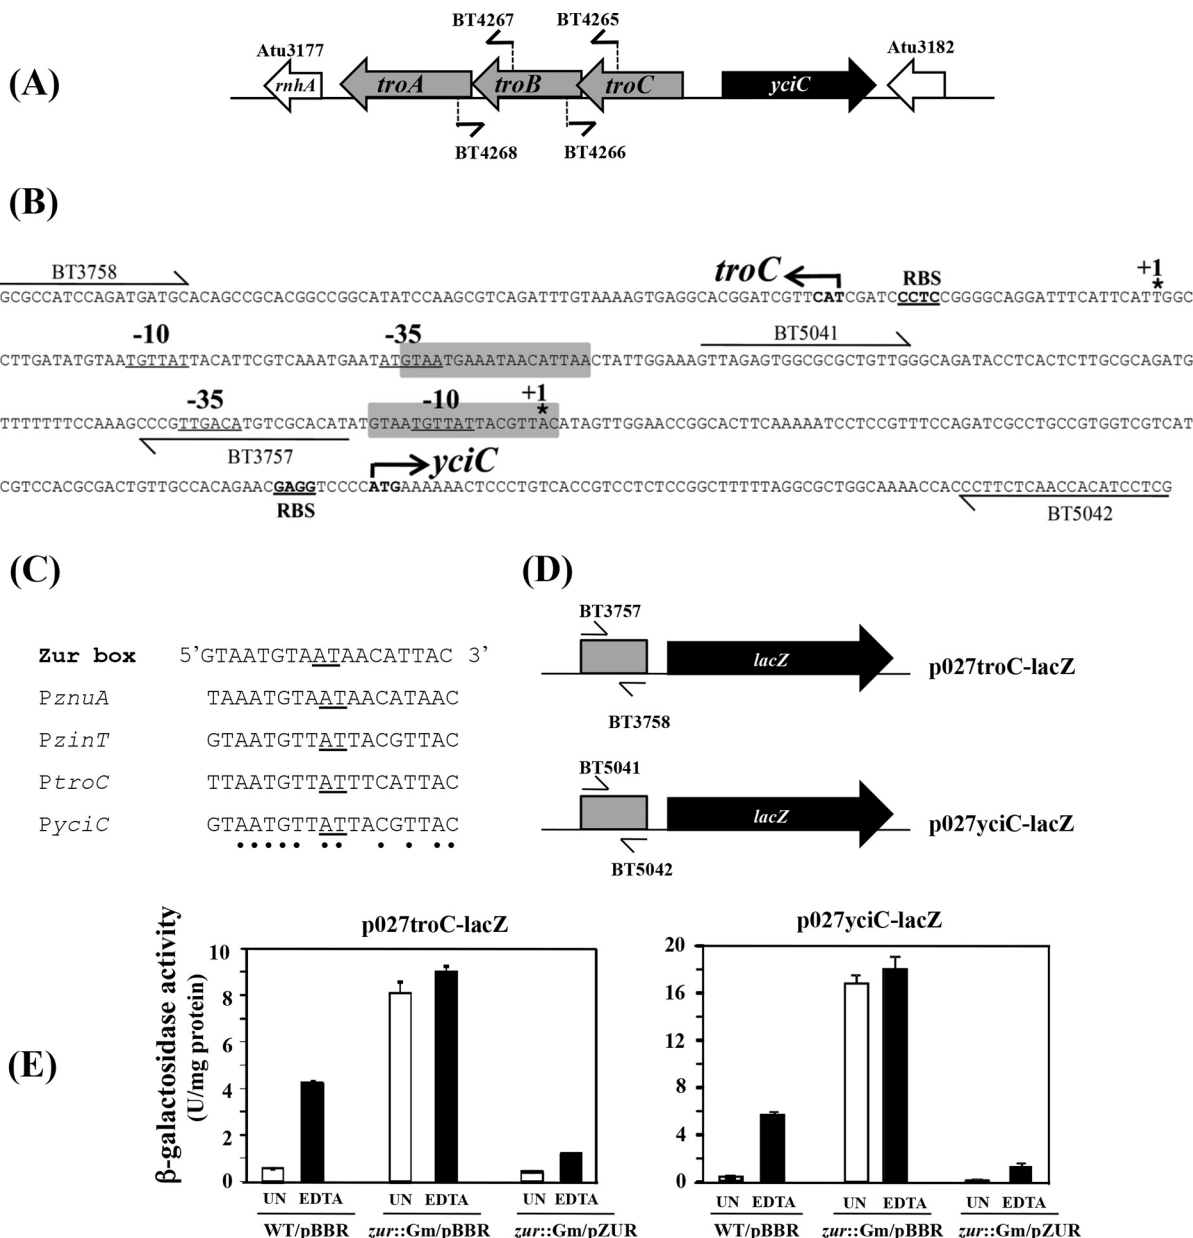 (A)
BT4267
BT4265
Atu3177
Atu3182
rnhA
troA
troB
troC
yciC
BT4268
BT4266
(B)
BT3758
troC
RBS
+1
*
GCGCCATCCAGATGATGCACAGCCGCACGGCCGGCATATCCAAGCGTCAGATTTGTAAAAGTGAGGCACGGATCGTTCATCGATCCCTCCGGGGCAGGATTTCATTCATTGGC
-10
-35
BT5041
CTTGATATGTAATGTTATTACATTCGTCAAATGAATATGTAATGAAATAACATTAACTATTGGAAAGTTAGAGTGGCGCGCTGTTGGGCAGATACCTCACTCTTGCGCAGATG
-35
-10
+1
*
TTTTTTTCCAAAGCCCGTTGACATGTCGCACATATGTAATGTTATTACGTTACATAGTTGGAACCGGCACTTCAAAAATCCTCCGTTTCCAGATCGCCTGCCGTGGTCGTCAT
BT3757
yciC
CGTCCACGCGACTGTTGCCACAGAACGAGGTCCCCATGAAAAAACTCCCTGTCACCGTCCTCTCCGGCTTTTTAGGCGCTGGCAAAACCACCCTTCTCAACCACATCCTCG
RBS
BT5042
(C)
Zur box 5'GTAATGTAATAACATTAC 3'
PznuA TAAATGTAATAACATAAC
PzinT GTAATGTTATTACGTTAC
PtroC TTAATGTTATTTCATTAC
PyciC GTAATGTTATTACGTTAC
(D)
BT3757
lacZ
p027troC-lacZ
BT3758
BT5041
lacZ
p027yciC-lacZ
BT5042
(E)
p027troC-lacZ
β-galactosidase activity
(U/mg protein)
10
8
6
4
2
0
UN EDTA UN EDTA UN EDTA
WT/pBBR zur::Gm/pBBR zur::Gm/pZUR
p027yciC-lacZ
20
16
12
8
4
0
UN EDTA UN EDTA UN EDTA
WT/pBBR zur::Gm/pBBR zur::Gm/pZUR